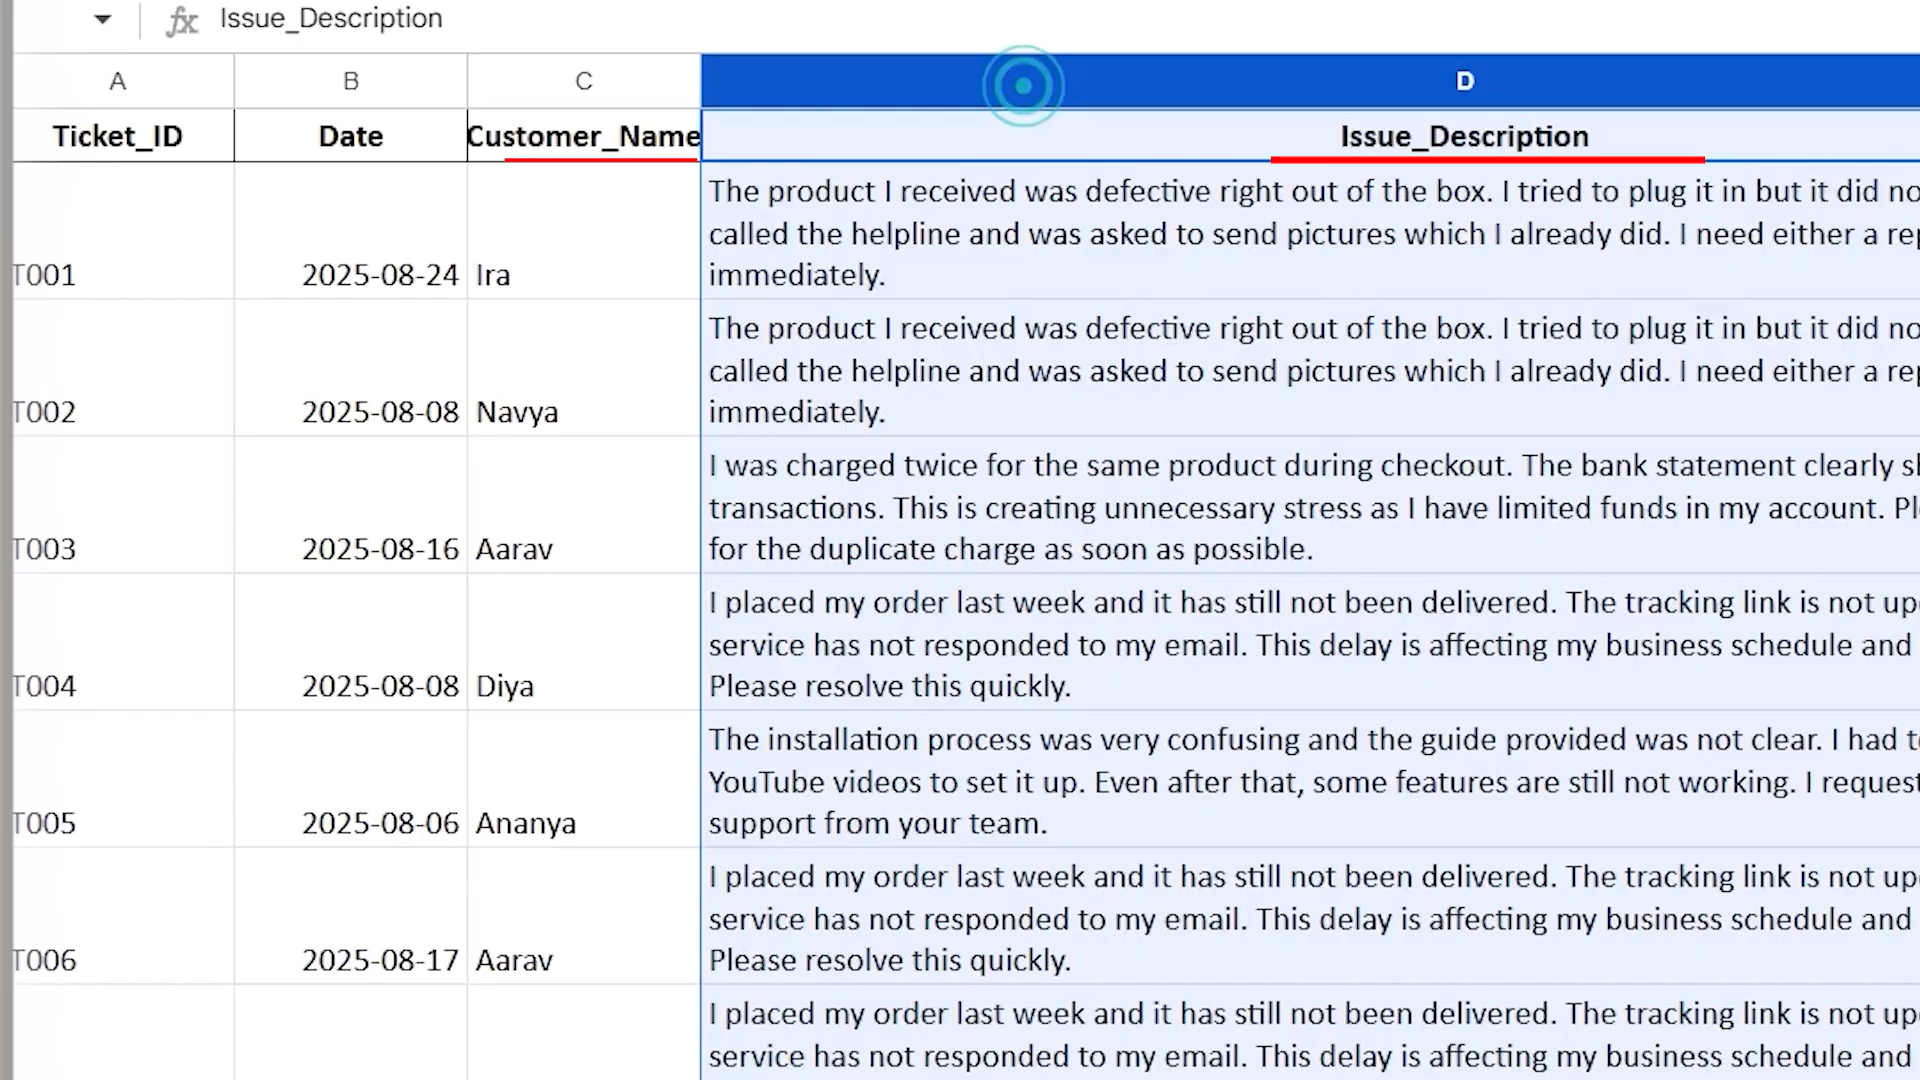 fx Issue_Description
A B C D
Ticket_ID Date Customer_Name Issue_Description
The product I received was defective right out of the box. I tried to plug it in but it did
called the helpline and was asked to send pictures which I already did. I need either a
T001 2025-08-24 Ira immediately.
The product I received was defective right out of the box. I tried to plug it in but it did
called the helpline and was asked to send pictures which I already did. I need either a
T002 2025-08-08 Navya immediately.
I was charged twice for the same product during checkout. The bank statement clearly
transactions. This is creating unnecessary stress as I have limited funds in my account.
T003 2025-08-16 Aarav for the duplicate charge as soon as possible.
I placed my order last week and it has still not been delivered. The tracking link is not
service has not responded to my email. This delay is affecting my business schedule and
T004 2025-08-08 Diya Please resolve this quickly.
The installation process was very confusing and the guide provided was not clear. I had
YouTube videos to set it up. Even after that, some features are still not working. I request
T005 2025-08-06 Ananya support from your team.
I placed my order last week and it has still not been delivered. The tracking link is not
service has not responded to my email. This delay is affecting my business schedule and
T006 2025-08-17 Aarav Please resolve this quickly.
I placed my order last week and it has still not been delivered. The tracking link is not
service has not responded to my email. This delay is affecting my business schedule and